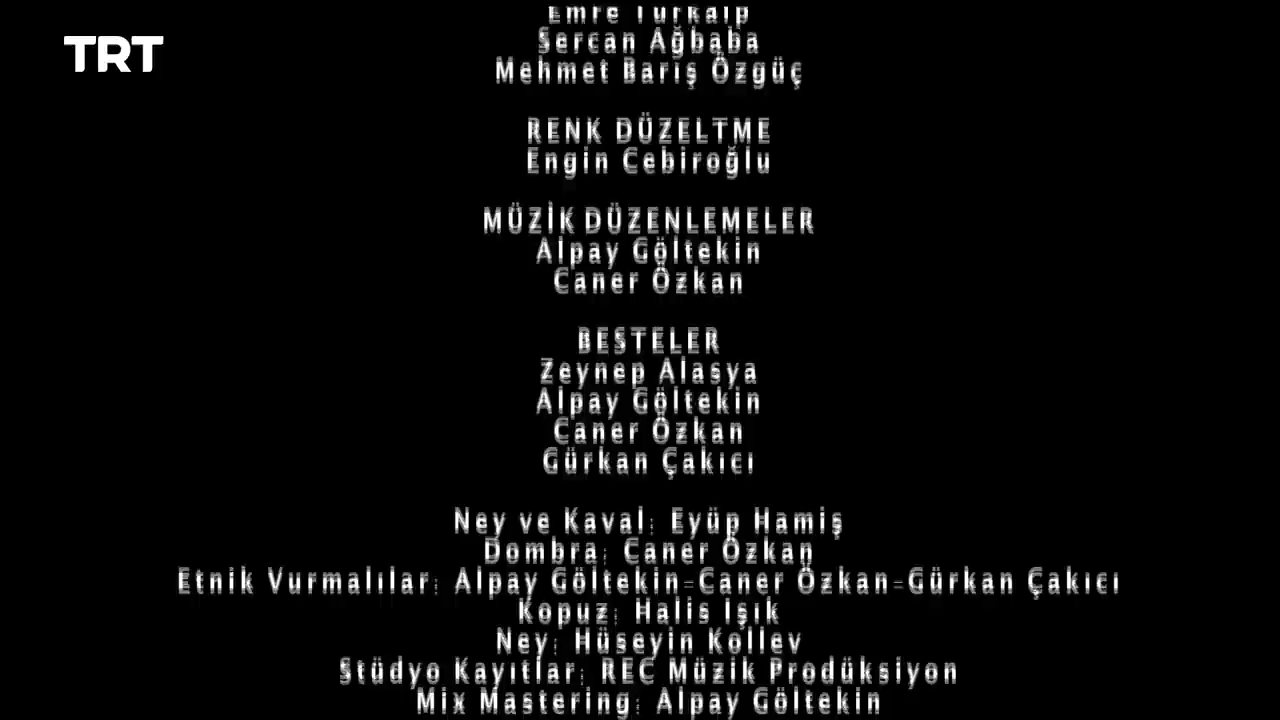 TRT
Emre Türkalp
Sercan Ağbaba
Mehmet Barış Özgüç
RENK DÜZELTME
Engin Cebiroğlu
MÜZİK DÜZENLEMELER
Alpay Göltekin
Caner Özkan
BESTELER
Zeynep Alasya
Alpay Göltekin
Caner Özkan
Gürkan Çakıcı
Ney ve Kaval: Eyüp Hamiş
Dombra: Caner Özkan
Etnik Vurmalılar: Alpay Göltekin-Caner Özkan-Gürkan Çakıcı
Kopuz: Halis Işık
Ney: Hüseyin Kollev
Stüdyo Kayıtlar: REC Müzik Prodüksiyon
Mix Mastering: Alpay Göltekin